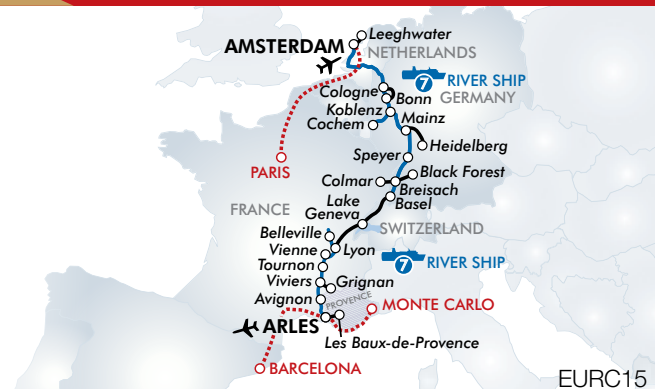 Leeghwater
AMSTERDAM
NETHERLANDS
7 RIVER SHIP
Cologne
Bonn
GERMANY
Koblenz
Cochem
Mainz
Heidelberg
Speyer
PARIS
Black Forest
Colmar
Breisach
Basel
Lake
Geneva
FRANCE
SWITZERLAND
Belleville
Vienne
Lyon
Tournon
7 RIVER SHIP
Viviers
Grignan
Avignon
PROVENCE
MONTE CARLO
ARLES
Les Baux-de-Provence
BARCELONA
EURC15